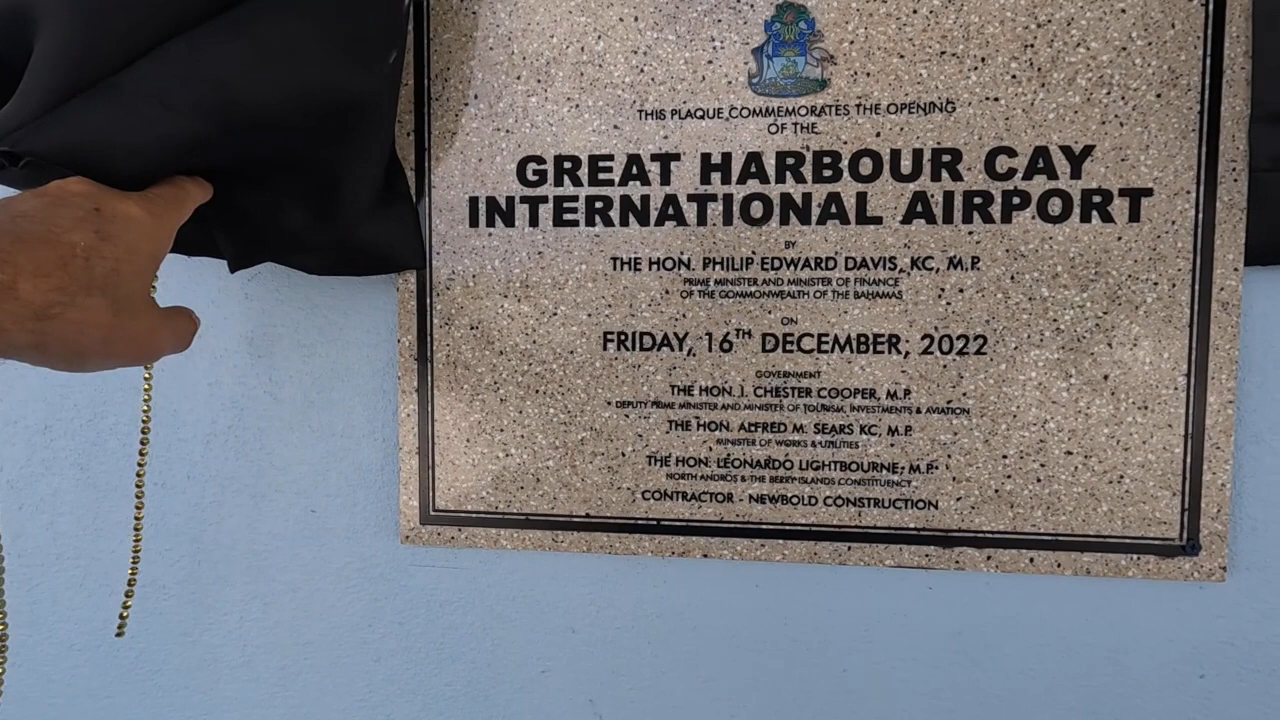 THIS PLAQUE COMMEMORATES THE OPENING
OF THE
GREAT HARBOUR CAY
INTERNATIONAL AIRPORT
BY
THE HON. PHILIP EDWARD DAVIS, KC, M.P.
PRIME MINISTER AND MINISTER OF FINANCE
OF THE COMMONWEALTH OF THE BAHAMAS
ON
FRIDAY, 16TH DECEMBER, 2022
GOVERNMENT
THE HON. I. CHESTER COOPER, M.P.
DEPUTY PRIME MINISTER AND MINISTER OF TOURISM, INVESTMENTS & AVIATION
THE HON. ALFRED M. SEARS KC, M.P.
MINISTER OF WORKS & UTILITIES
THE HON. LEONARDO LIGHTBOURNE, M.P.
NORTH ANDROS & THE BERRY ISLANDS CONSTITUENCY
CONTRACTOR - NEWBOLD CONSTRUCTION